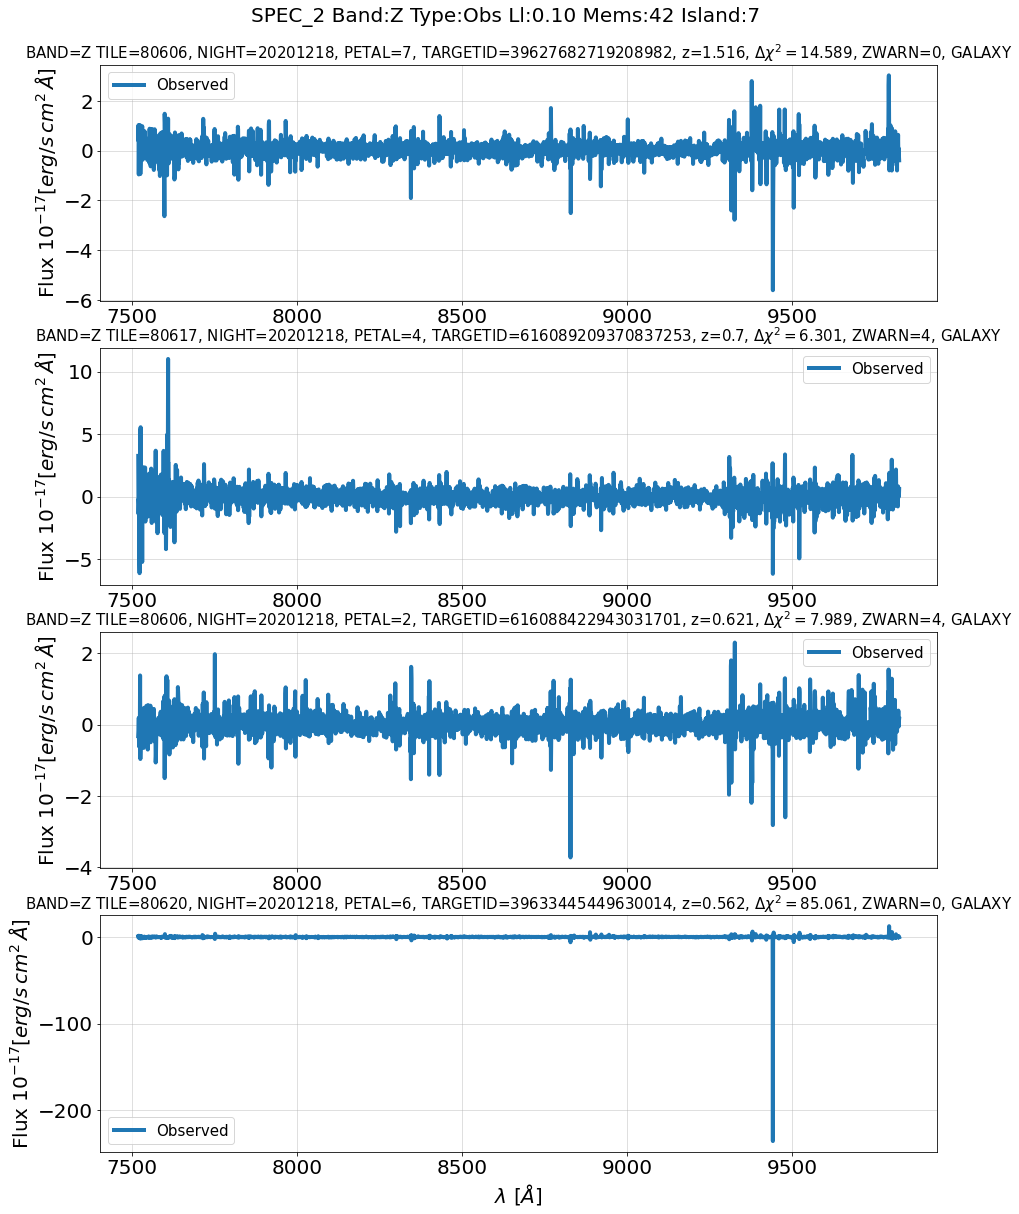 SPEC_2 Band:Z Type:Obs Ll:0.10 Mems:42 Island:7
BAND=Z TILE=80606, NIGHT=20201218, PETAL=7, TARGETID=39627682719208982, z=1.516, Δχ² = 14.589, ZWARN=0, GALAXY
Observed
Flux 10⁻¹⁷[erg/s cm² Å]
2
0
−2
−4
−6
7500 8000 8500 9000 9500
BAND=Z TILE=80617, NIGHT=20201218, PETAL=4, TARGETID=616089209370837253, z=0.7, Δχ² = 6.301, ZWARN=4, GALAXY
Observed
Flux 10⁻¹⁷[erg/s cm² Å]
10
5
0
−5
7500 8000 8500 9000 9500
BAND=Z TILE=80606, NIGHT=20201218, PETAL=2, TARGETID=616088422943031701, z=0.621, Δχ² = 7.989, ZWARN=4, GALAXY
Observed
Flux 10⁻¹⁷[erg/s cm² Å]
2
0
−2
−4
7500 8000 8500 9000 9500
BAND=Z TILE=80620, NIGHT=20201218, PETAL=6, TARGETID=39633445449630014, z=0.562, Δχ² = 85.061, ZWARN=0, GALAXY
Flux 10⁻¹⁷[erg/s cm² Å]
0
−100
−200
Observed
7500 8000 8500 9000 9500
λ [Å]